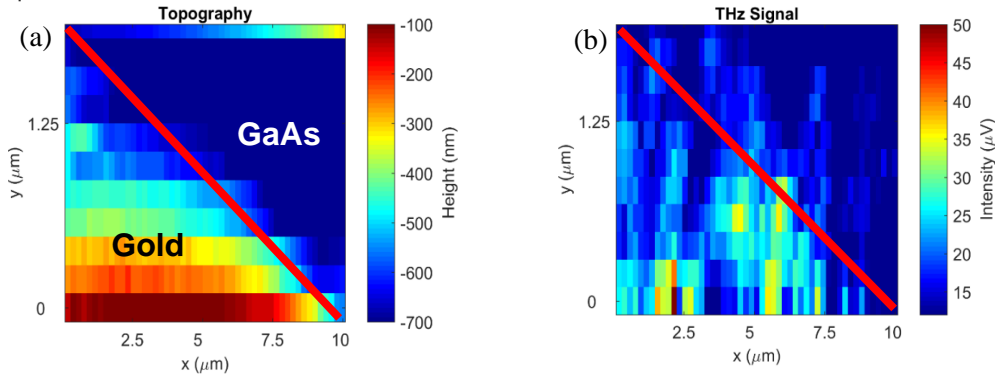 Topography
(a)
GaAs
Gold
1.25
0
y (μm)
2.5
5
7.5
10
x (μm)
-100
-200
-300
-400
-500
-600
-700
Height (nm)
THz Signal
(b)
1.25
0
y (μm)
2.5
5
7.5
10
x (μm)
50
45
40
35
30
25
20
15
Intensity (μV)